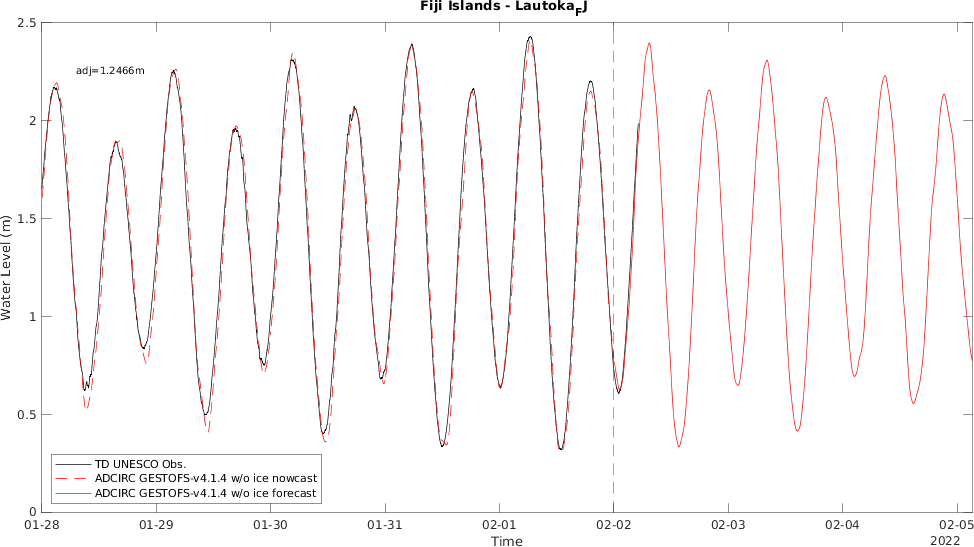 Fiji Islands - Lautoka_FJ
2.5
adj=1.2466m
2
1.5
Water Level (m)
1
0.5
TD UNESCO Obs.
ADCIRC GESTOFS-v4.1.4 w/o ice nowcast
ADCIRC GESTOFS-v4.1.4 w/o ice forecast
0
01-28 01-29 01-30 01-31 02-01 02-02 02-03 02-04 02-05
Time 2022